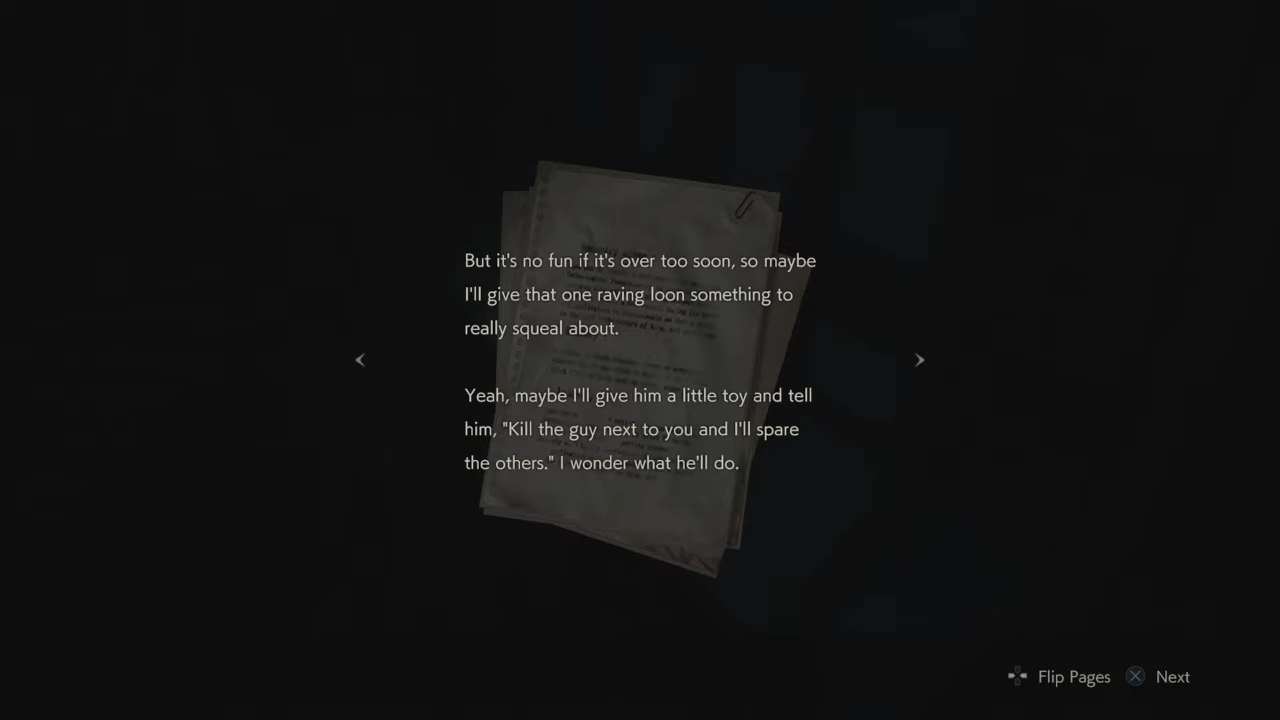 But it's no fun if it's over too soon, so maybe
I'll give that one raving loon something to
really squeal about.
Yeah, maybe I'll give him a little toy and tell
him, "Kill the guy next to you and I'll spare
the others." I wonder what he'll do.
Flip Pages Next